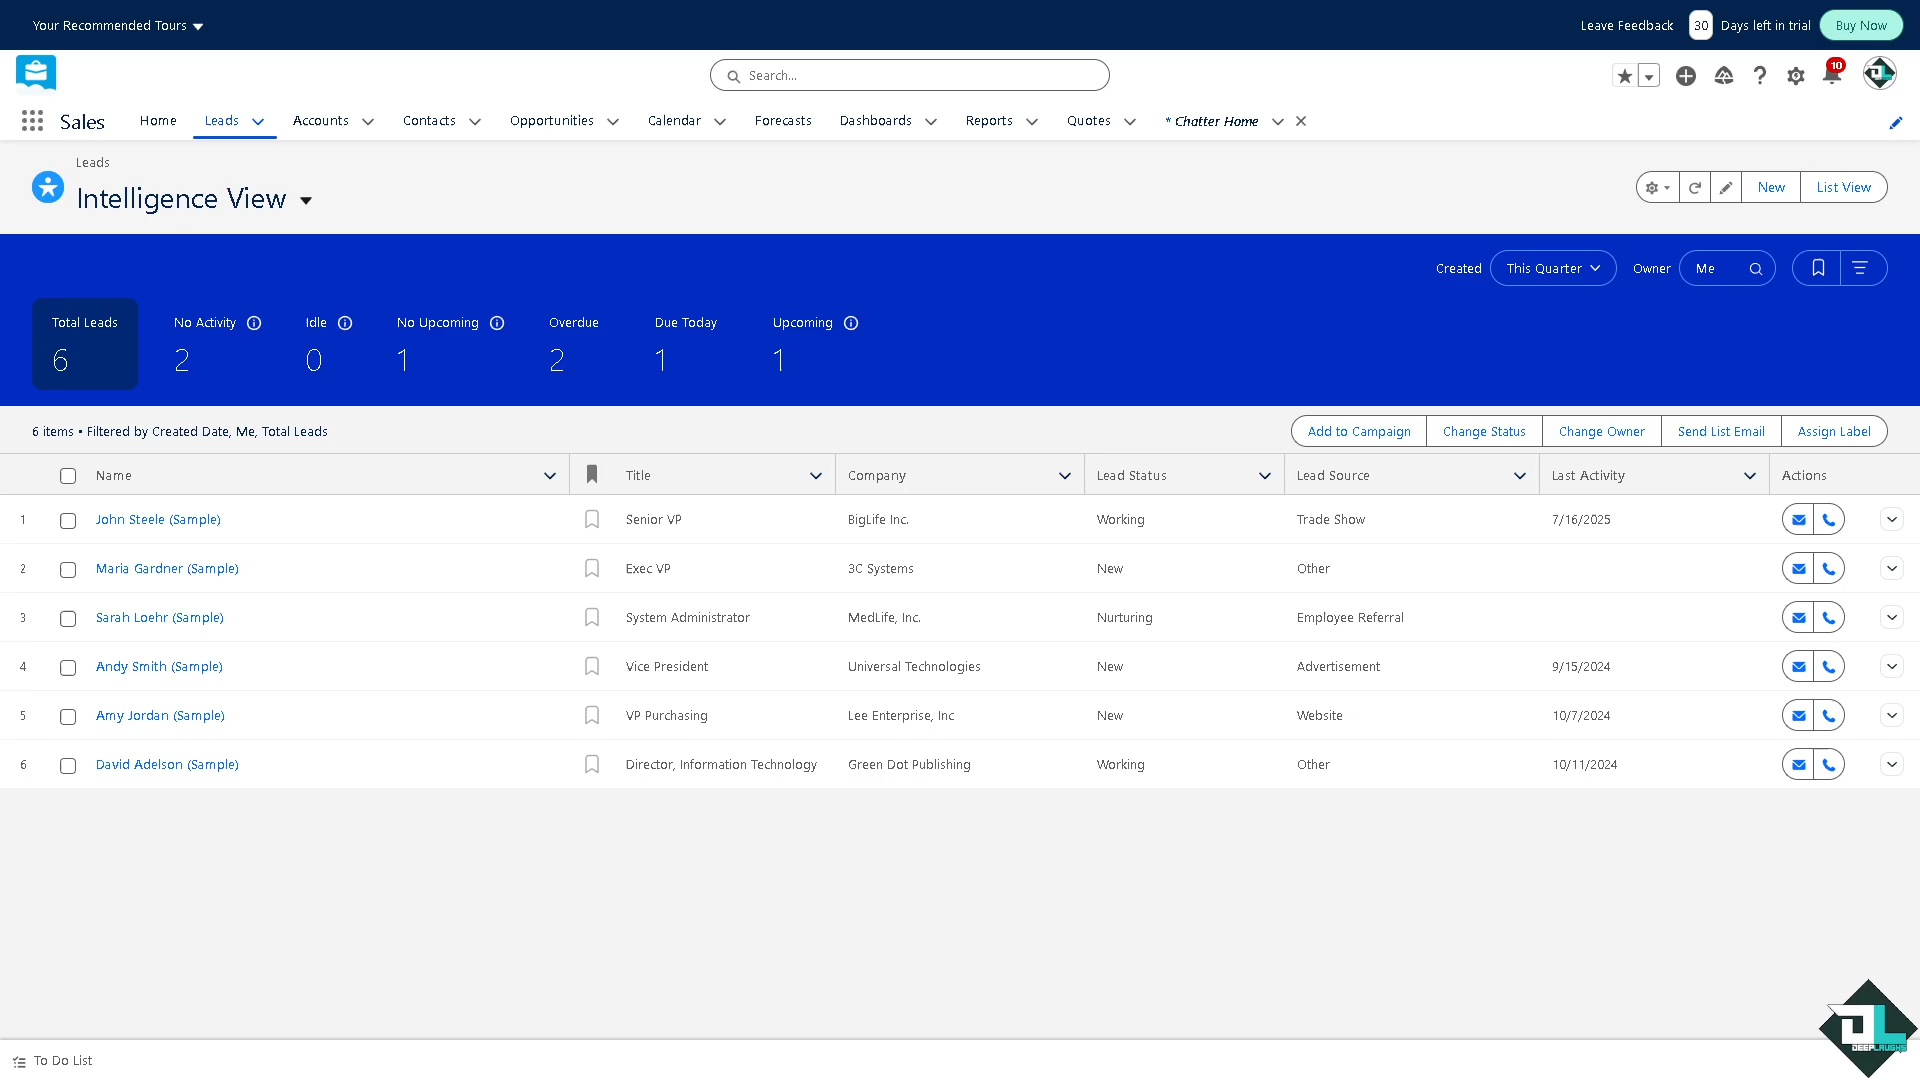 Your Recommended Tours
Leave Feedback 30 Days left in trial Buy Now
Search...
10
Sales Home Leads Accounts Contacts Opportunities Calendar Forecasts Dashboards Reports Quotes * Chatter Home
Leads
Intelligence View
New List View
Created This Quarter Owner Me
Total Leads No Activity Idle No Upcoming Overdue Due Today Upcoming
6 2 0 1 2 1 1
6 items • Filtered by Created Date, Me, Total Leads
Add to Campaign Change Status Change Owner Send List Email Assign Label
Name Title Company Lead Status Lead Source Last Activity Actions
1 John Steele (Sample) Senior VP BigLife Inc. Working Trade Show 7/16/2025
2 Maria Gardner (Sample) Exec VP 3C Systems New Other
3 Sarah Loehr (Sample) System Administrator MedLife, Inc. Nurturing Employee Referral
4 Andy Smith (Sample) Vice President Universal Technologies New Advertisement 9/15/2024
5 Amy Jordan (Sample) VP Purchasing Lee Enterprise, Inc New Website 10/7/2024
6 David Adelson (Sample) Director, Information Technology Green Dot Publishing Working Other 10/11/2024
DL
DEEPLAUGHS
To Do List